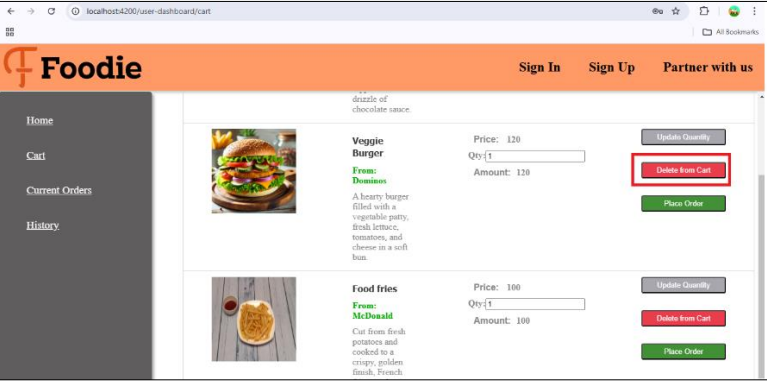 localhost:4200/user-dashboard/cart
All Bookmarks
Foodie
Sign In
Sign Up
Partner with us
Home
Cart
Current Orders
History
drizzle of
chocolate sauce
Veggie
Burger
From:
Dominos
A hearty burger
filled with a
vegetable patty,
fresh lettuce,
tomatoes, and
cheese in a soft
bun.
Price: 120
Qty: 1
Amount: 120
Update Quantity
Delete from Cart
Place Order
Food fries
From:
McDonald
Cut from fresh
potatoes and
cooked to a
crispy, golden
finish, French
Price: 100
Qty: 1
Amount: 100
Update Quantity
Delete from Cart
Place Order